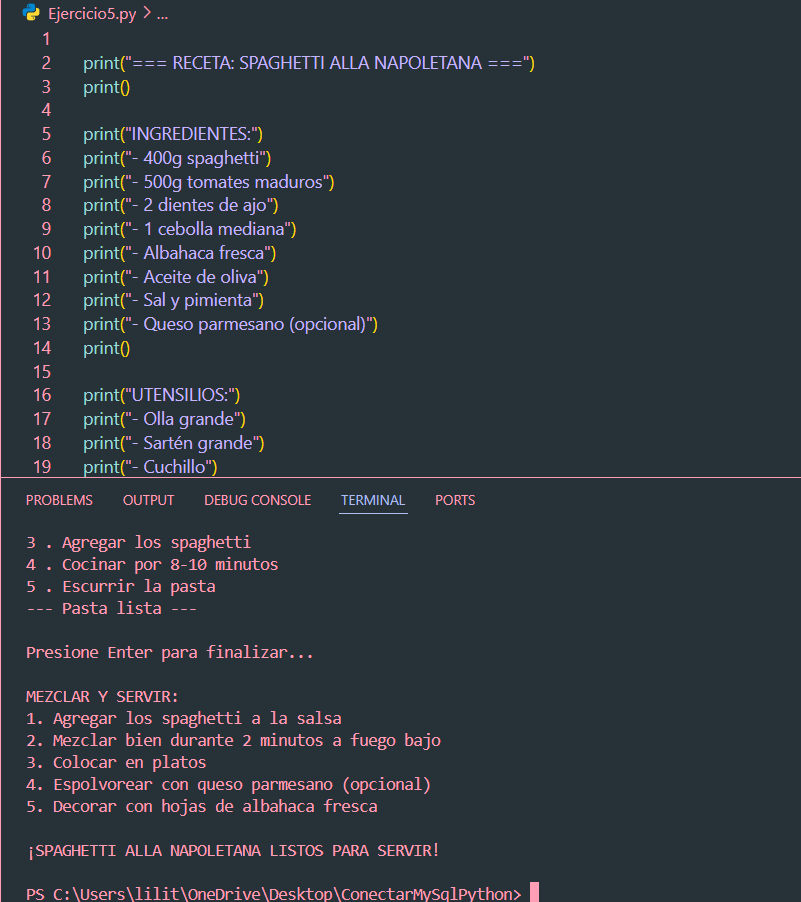 Ejercicio5.py > ...
1
2 print("=== RECETA: SPAGHETTI ALLA NAPOLETANA ===")
3 print()
4
5 print("INGREDIENTES:")
6 print("- 400g spaghetti")
7 print("- 500g tomates maduros")
8 print("- 2 dientes de ajo")
9 print("- 1 cebolla mediana")
10 print("- Albahaca fresca")
11 print("- Aceite de oliva")
12 print("- Sal y pimienta")
13 print("- Queso parmesano (opcional)")
14 print()
15
16 print("UTENSILIOS:")
17 print("- Olla grande")
18 print("- Sartén grande")
19 print("- Cuchillo")
PROBLEMS OUTPUT DEBUG CONSOLE TERMINAL PORTS
3 . Agregar los spaghetti
4 . Cocinar por 8-10 minutos
5 . Escurrir la pasta
--- Pasta lista ---
Presione Enter para finalizar...
MEZCLAR Y SERVIR:
1. Agregar los spaghetti a la salsa
2. Mezclar bien durante 2 minutos a fuego bajo
3. Colocar en platos
4. Espolvorear con queso parmesano (opcional)
5. Decorar con hojas de albahaca fresca
¡SPAGHETTI ALLA NAPOLETANA LISTOS PARA SERVIR!
PS C:\Users\lilit\OneDrive\Desktop\ConectarMySqlPython>